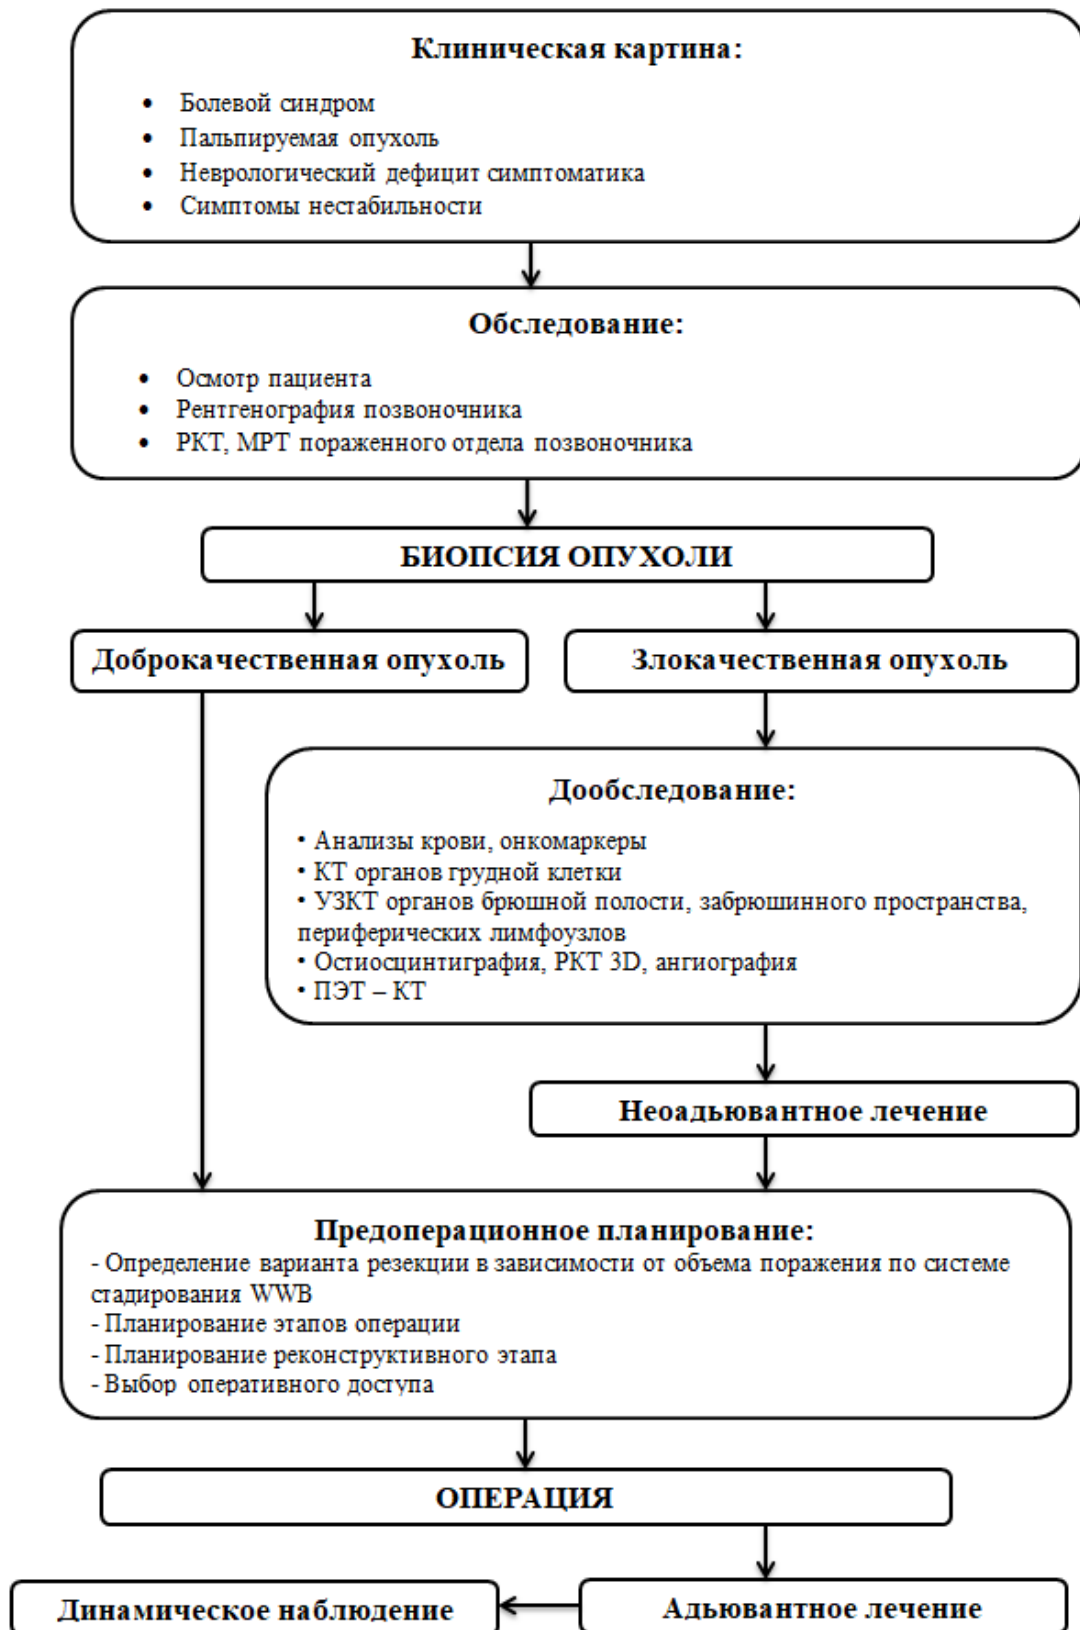 Клиническая картина:
• Болевой синдром
• Пальпируемая опухоль
• Неврологический дефицит симптоматика
• Симптомы нестабильности
Обследование:
• Осмотр пациента
• Рентгенография позвоночника
• РКТ, МРТ пораженного отдела позвоночника
БИОПСИЯ ОПУХОЛИ
Доброкачественная опухоль
Злокачественная опухоль
Дообследование:
• Анализы крови, онкомаркеры
• КТ органов грудной клетки
• УЗКТ органов брюшной полости, забрюшинного пространства,
периферических лимфоузлов
• Остиосцинтиграфия, РКТ 3D, ангиография
• ПЭТ – КТ
Неоадьювантное лечение
Предоперационное планирование:
- Определение варианта резекции в зависимости от объема поражения по системе
стадирования WWB
- Планирование этапов операции
- Планирование реконструктивного этапа
- Выбор оперативного доступа
ОПЕРАЦИЯ
Динамическое наблюдение
Адьювантное лечение